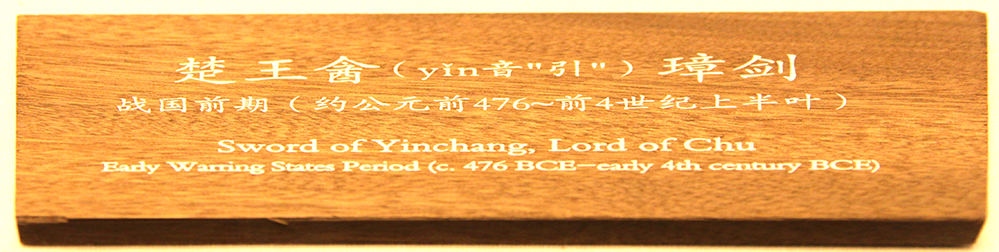 楚王酓（yǐn音"引"）璋剑
战国前期（约公元前476~前4世纪上半叶）
Sword of Yinchang, Lord of Chu
Early Warring States Period (c. 476 BCE—early 4th century BCE)